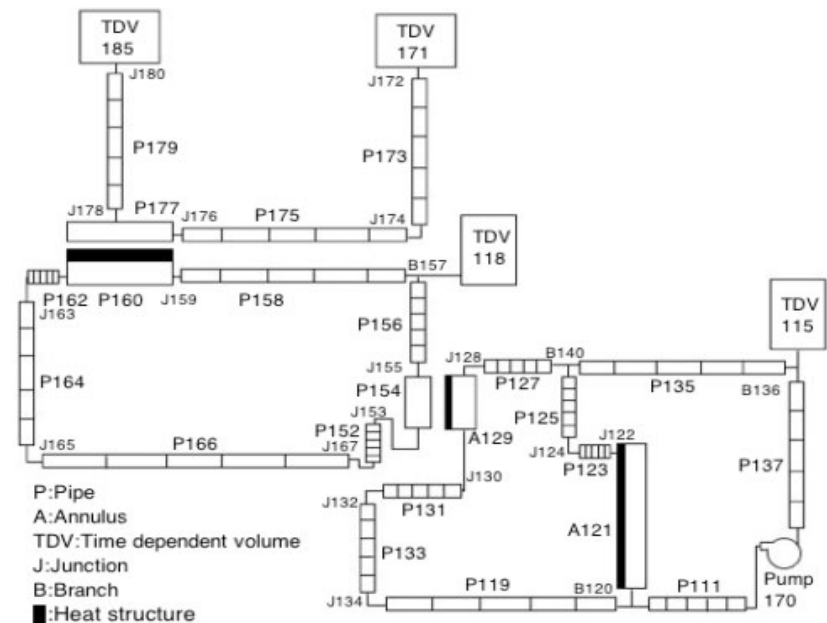 TDV
185
TDV
171
J180
J172
P179
P173
J178
P177
J176
P175
J174
B157
TDV
118
P162
P160
J159
P158
J163
P156
TDV
115
J155
J128
B140
P164
P154
P127
P135
J153
P125
B136
P152
A129
J165
P166
J167
J124
J122
P123
P137
J130
P:Pipe
J132
P131
A:Annulus
A121
TDV:Time dependent volume
P133
J:Junction
P119
B120
P111
Pump
170
B:Branch
J134
:Heat structure